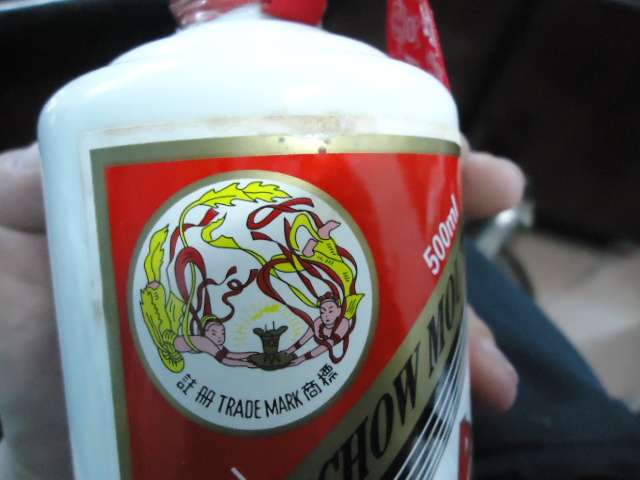 500ml
註冊 TRADE MARK 商標
CHOW MO